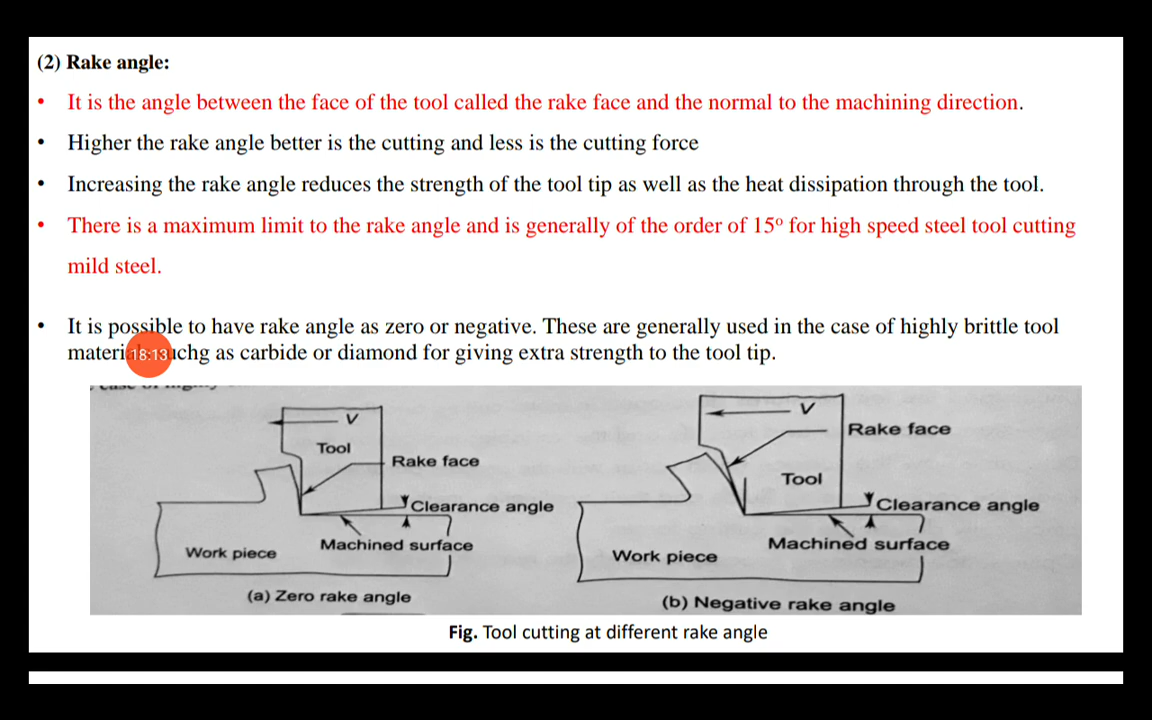 (2) Rake angle:
• It is the angle between the face of the tool called the rake face and the normal to the machining direction.
• Higher the rake angle better is the cutting and less is the cutting force
• Increasing the rake angle reduces the strength of the tool tip as well as the heat dissipation through the tool.
• There is a maximum limit to the rake angle and is generally of the order of 15º for high speed steel tool cutting
mild steel.
• It is possible to have rake angle as zero or negative. These are generally used in the case of highly brittle tool
as carbide or diamond for giving extra strength to the tool tip.
18:13
V
Tool
Rake face
Clearance angle
Machined surface
Work piece
(a) Zero rake angle
V
Rake face
Tool
Clearance angle
Machined surface
Work piece
(b) Negative rake angle
Fig. Tool cutting at different rake angle